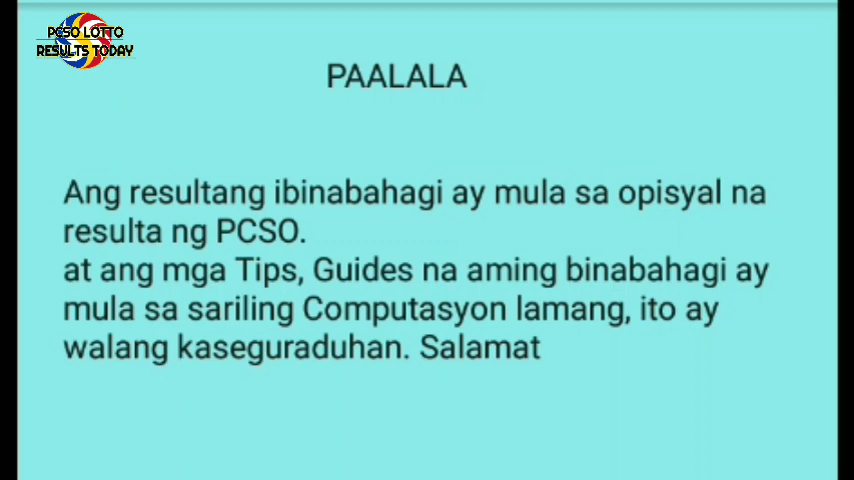 PCSO LOTTO
RESULTS TODAY
PAALALA
Ang resultang ibinabahagi ay mula sa opisyal na
resulta ng PCSO.
at ang mga Tips, Guides na aming binabahagi ay
mula sa sariling Computasyon lamang, ito ay
walang kaseguraduhan. Salamat